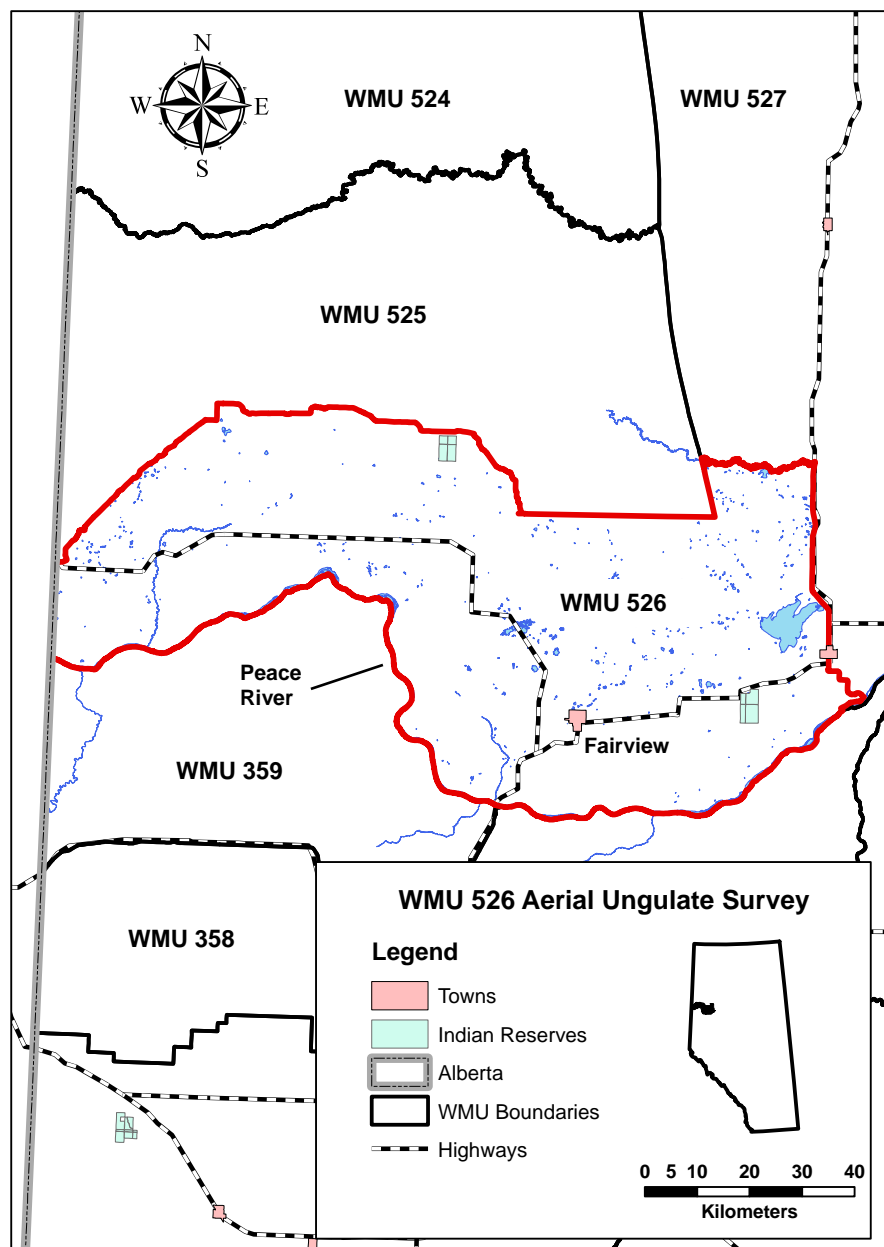 N
W E
S
WMU 524
WMU 527
WMU 525
WMU 526
Peace
River
Fairview
WMU 359
WMU 358
WMU 526 Aerial Ungulate Survey
Legend
Towns
Indian Reserves
Alberta
WMU Boundaries
Highways
0 5 10 20 30 40
Kilometers